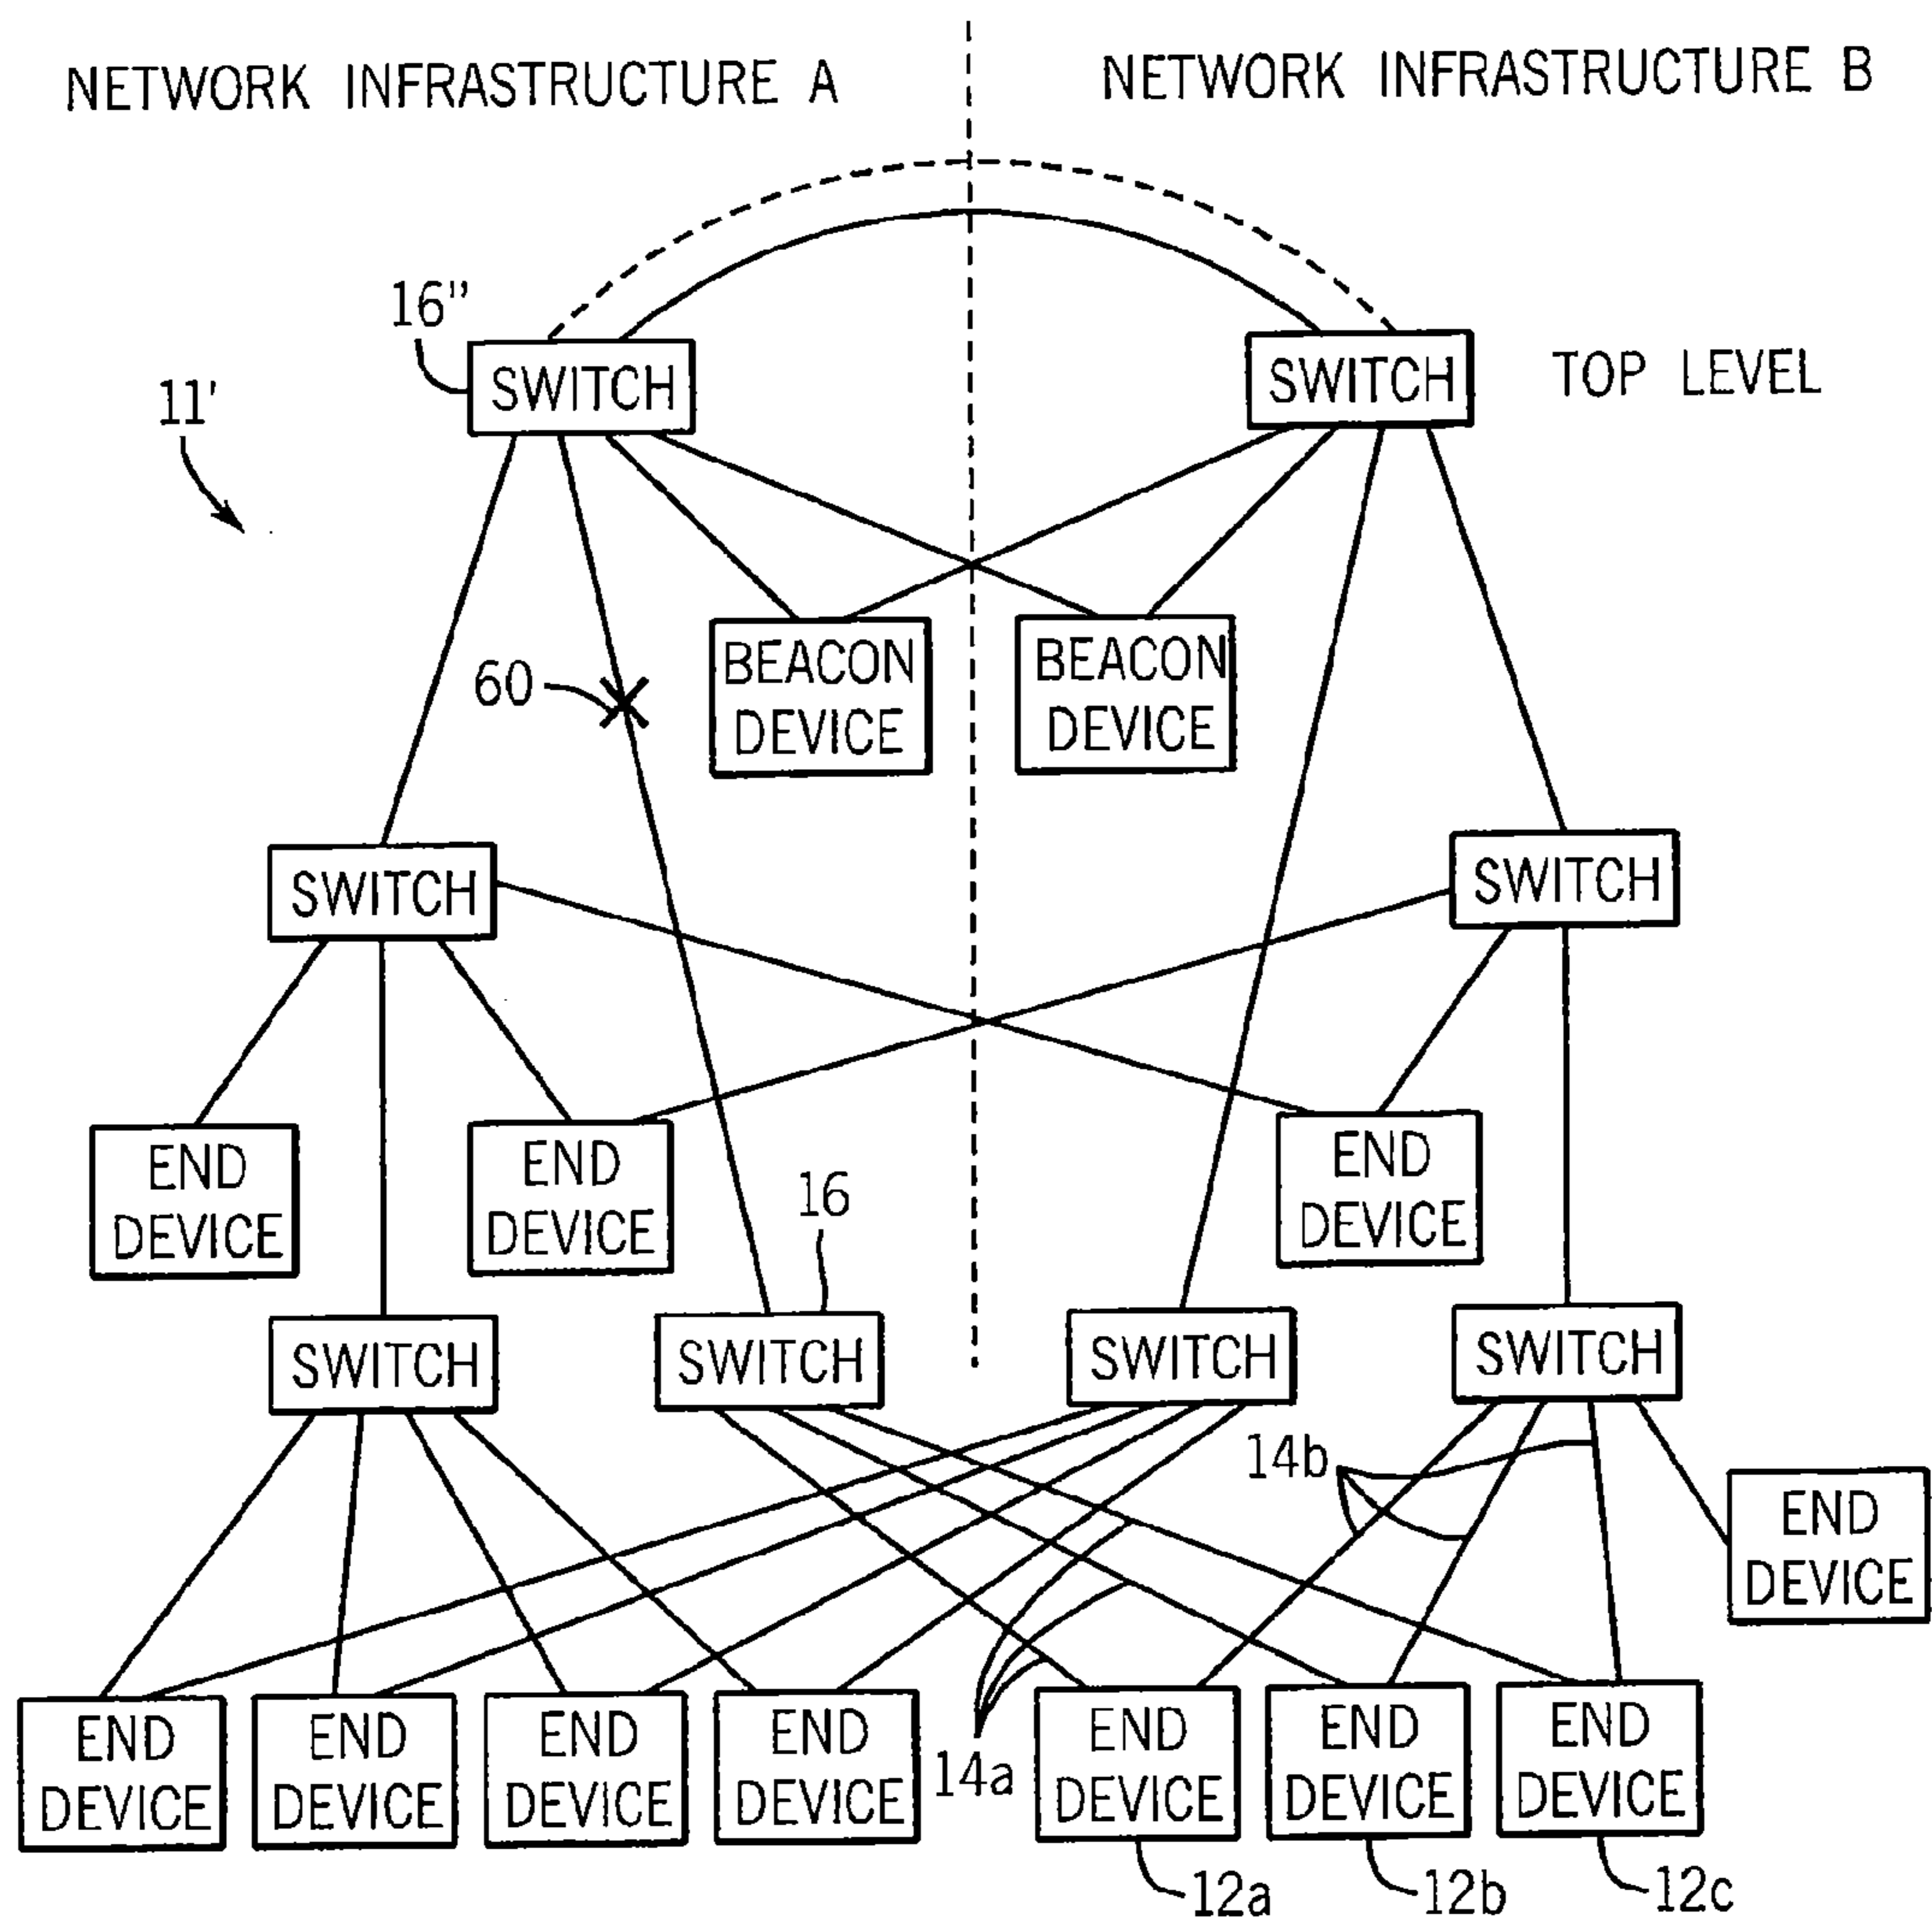 NETWORK INFRASTRUCTURE A
NETWORK INFRASTRUCTURE B
16"
11'
SWITCH
SWITCH
TOP LEVEL
60
BEACON
DEVICE
BEACON
DEVICE
SWITCH
SWITCH
END
DEVICE
END
DEVICE
END
DEVICE
16
SWITCH
SWITCH
SWITCH
SWITCH
14b
END
DEVICE
END
DEVICE
END
DEVICE
END
DEVICE
END
DEVICE
14a
END
DEVICE
END
DEVICE
END
DEVICE
12a
12b
12c